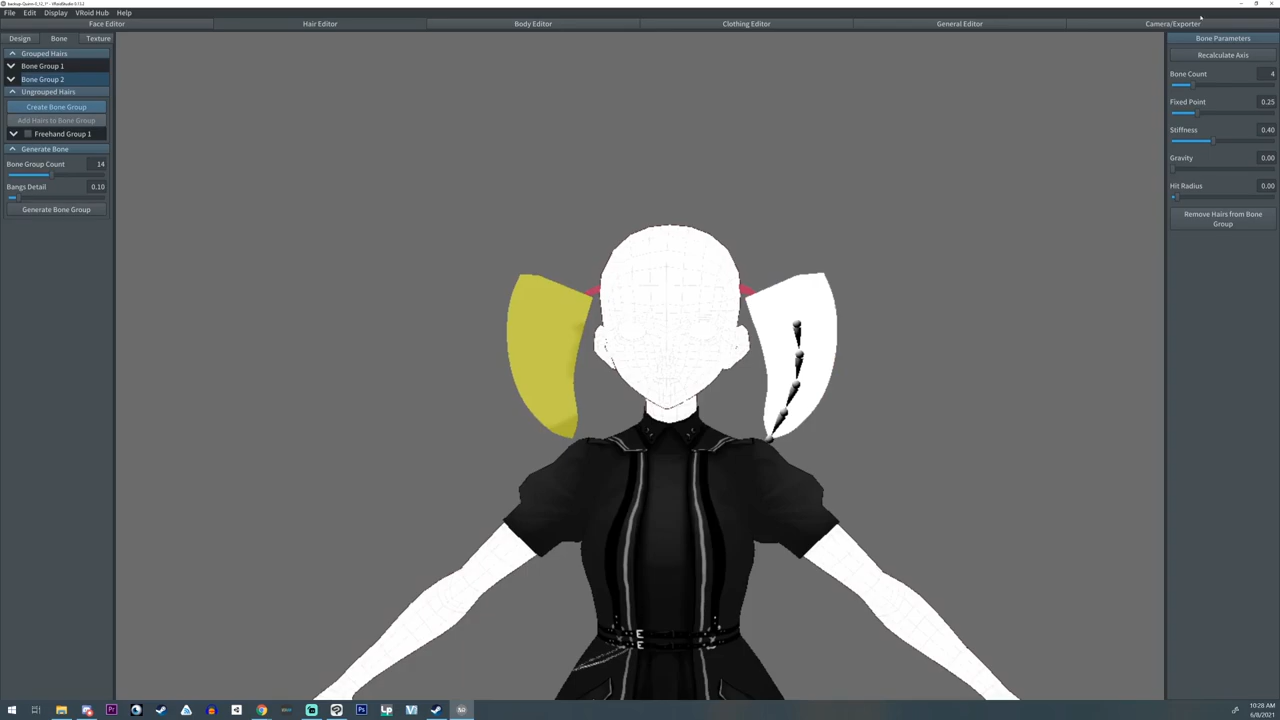 File Edit Display VRoid Hub Help
Face Editor Hair Editor Body Editor Clothing Editor General Editor Camera/Exporter
Design Bone Texture
Grouped Hairs
Bone Group 1
Bone Group 2
Ungrouped Hairs
Create Bone Group
Add Hairs to Bone Group
Freehand Group 1
Generate Bone
Bone Group Count 14
Bangs Detail 0.10
Generate Bone Group
Bone Parameters
Recalculate Axis
Bone Count 4
Fixed Point 0.25
Stiffness 0.40
Gravity 0.00
Hit Radius 0.00
Remove Hairs from Bone
Group
10:28 AM
6/8/2021